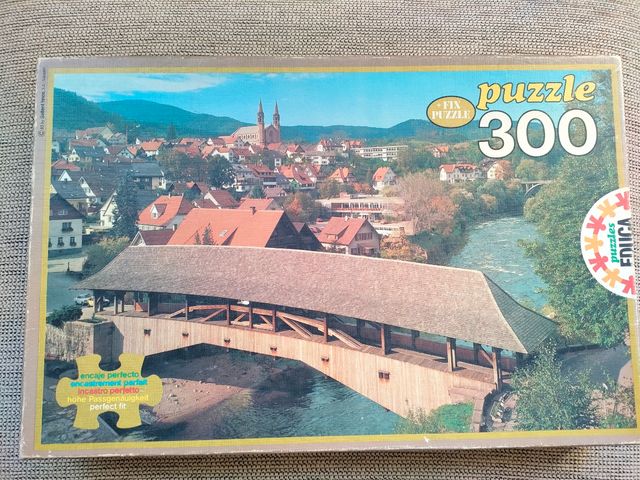 + FIX
PUZZLE
puzzle
300
puzzles
EDUCA
encaje perfecto
encastrement parfait
incastro perfetto
hohe Passgenauigkeit
perfect fit